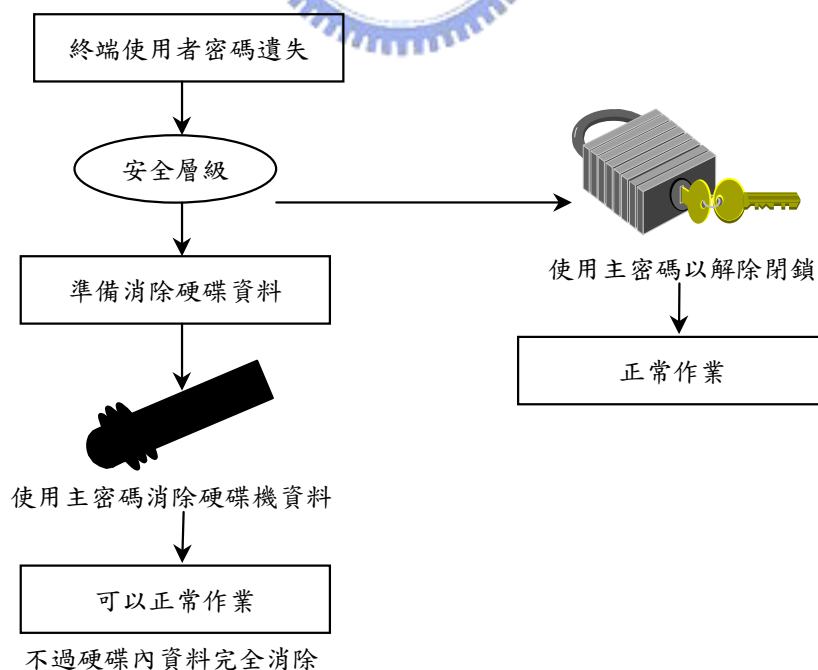 終端使用者密碼遺失
安全層級
準備消除硬碟資料
使用主密碼消除硬碟機資料
可以正常作業
不過硬碟內資料完全消除
使用主密碼以解除閉鎖
正常作業